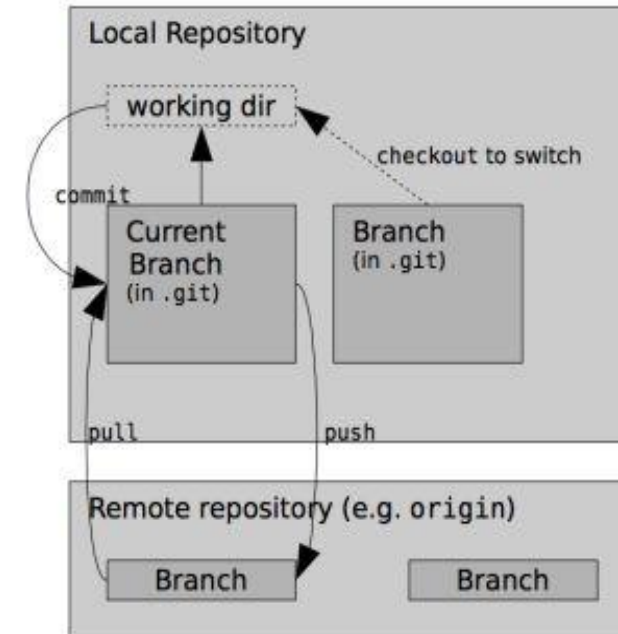 Local Repository
working dir
checkout to switch
commit
Current
Branch
(in .git)
Branch
(in .git)
pull
push
Remote repository (e.g. origin)
Branch
Branch